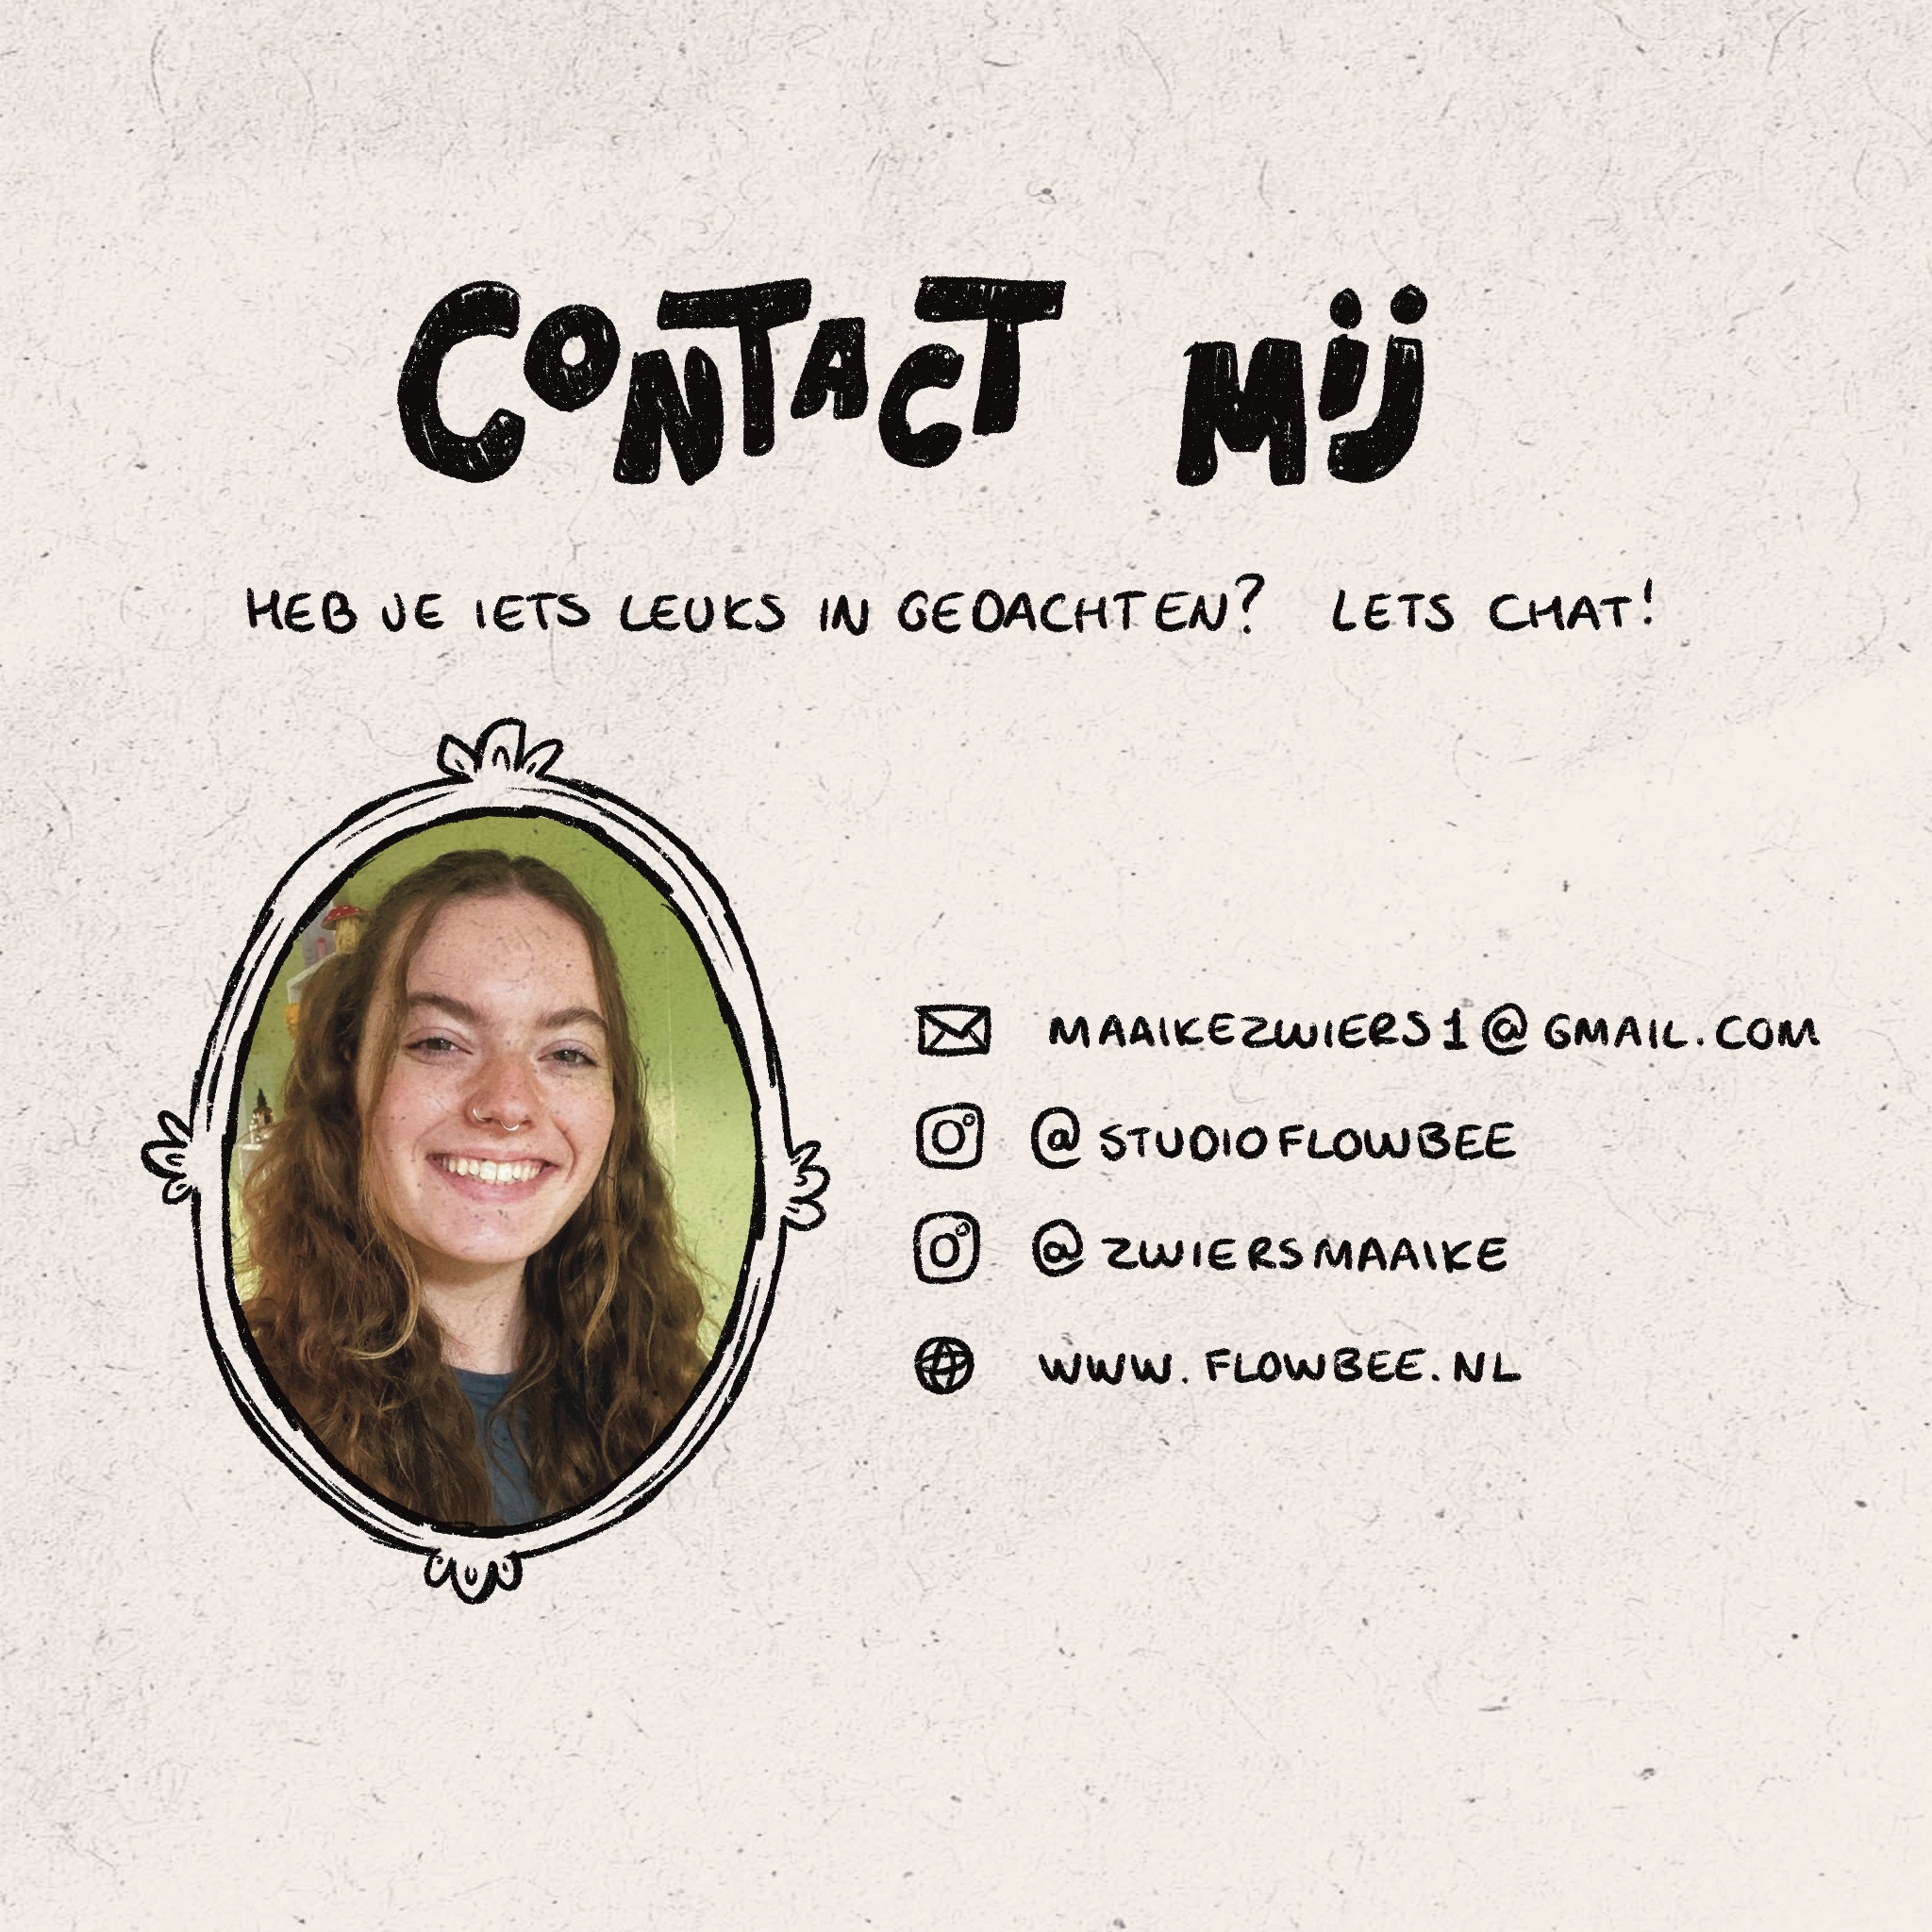 CONTACT MIJ
HEB JE IETS LEUKS IN GEDACHTEN? LETS CHAT!
MAAIKEZWIERS1@GMAIL.COM
@STUDIOFLOWBEE
@ZWIERSMAAIKE
WWW.FLOWBEE.NL